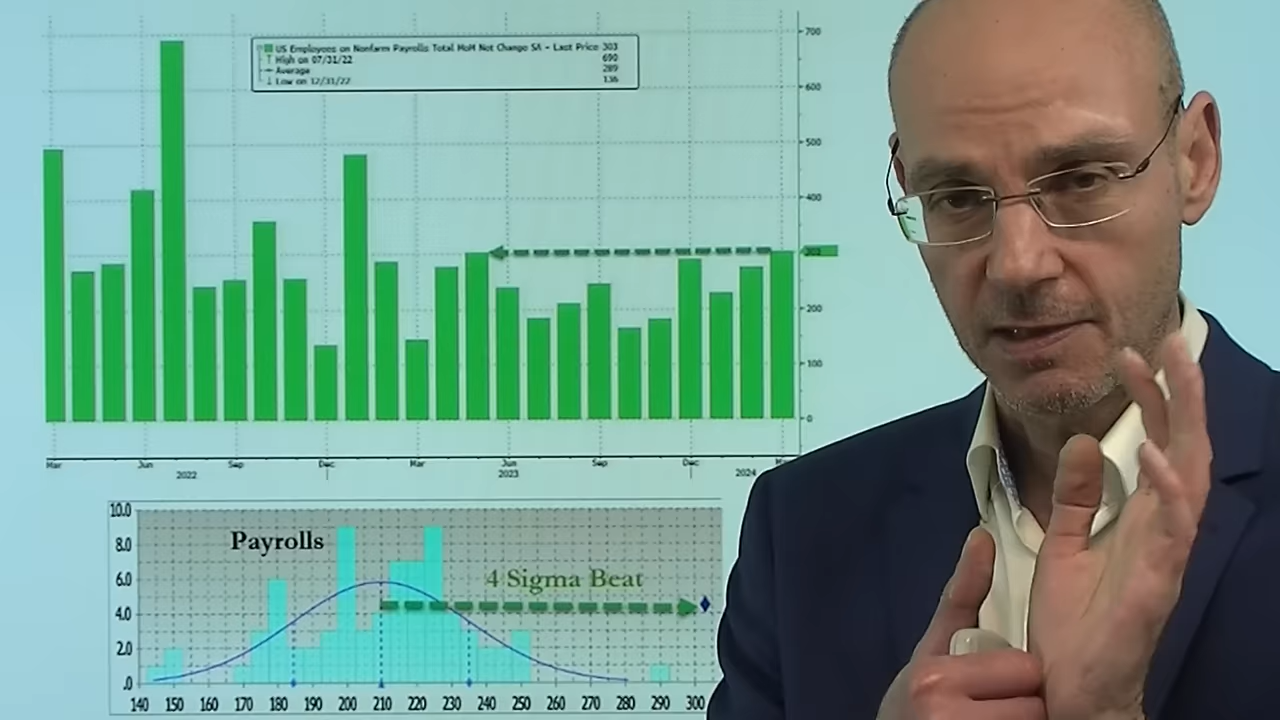 US Employees on Nonfarm Payrolls Total MoM Net Change SA - Last Price 303
High on 07/31/22 690
Average 289
Low on 12/31/22 136
700
600
500
400
303
200
100
0
Mar Jun Sep Dec Mar Jun Sep Dec
2022 2023 2024
10.0
8.0
6.0
4.0
2.0
.0
Payrolls
4 Sigma Beat
140 150 160 170 180 190 200 210 220 230 240 250 260 270 280 290 300